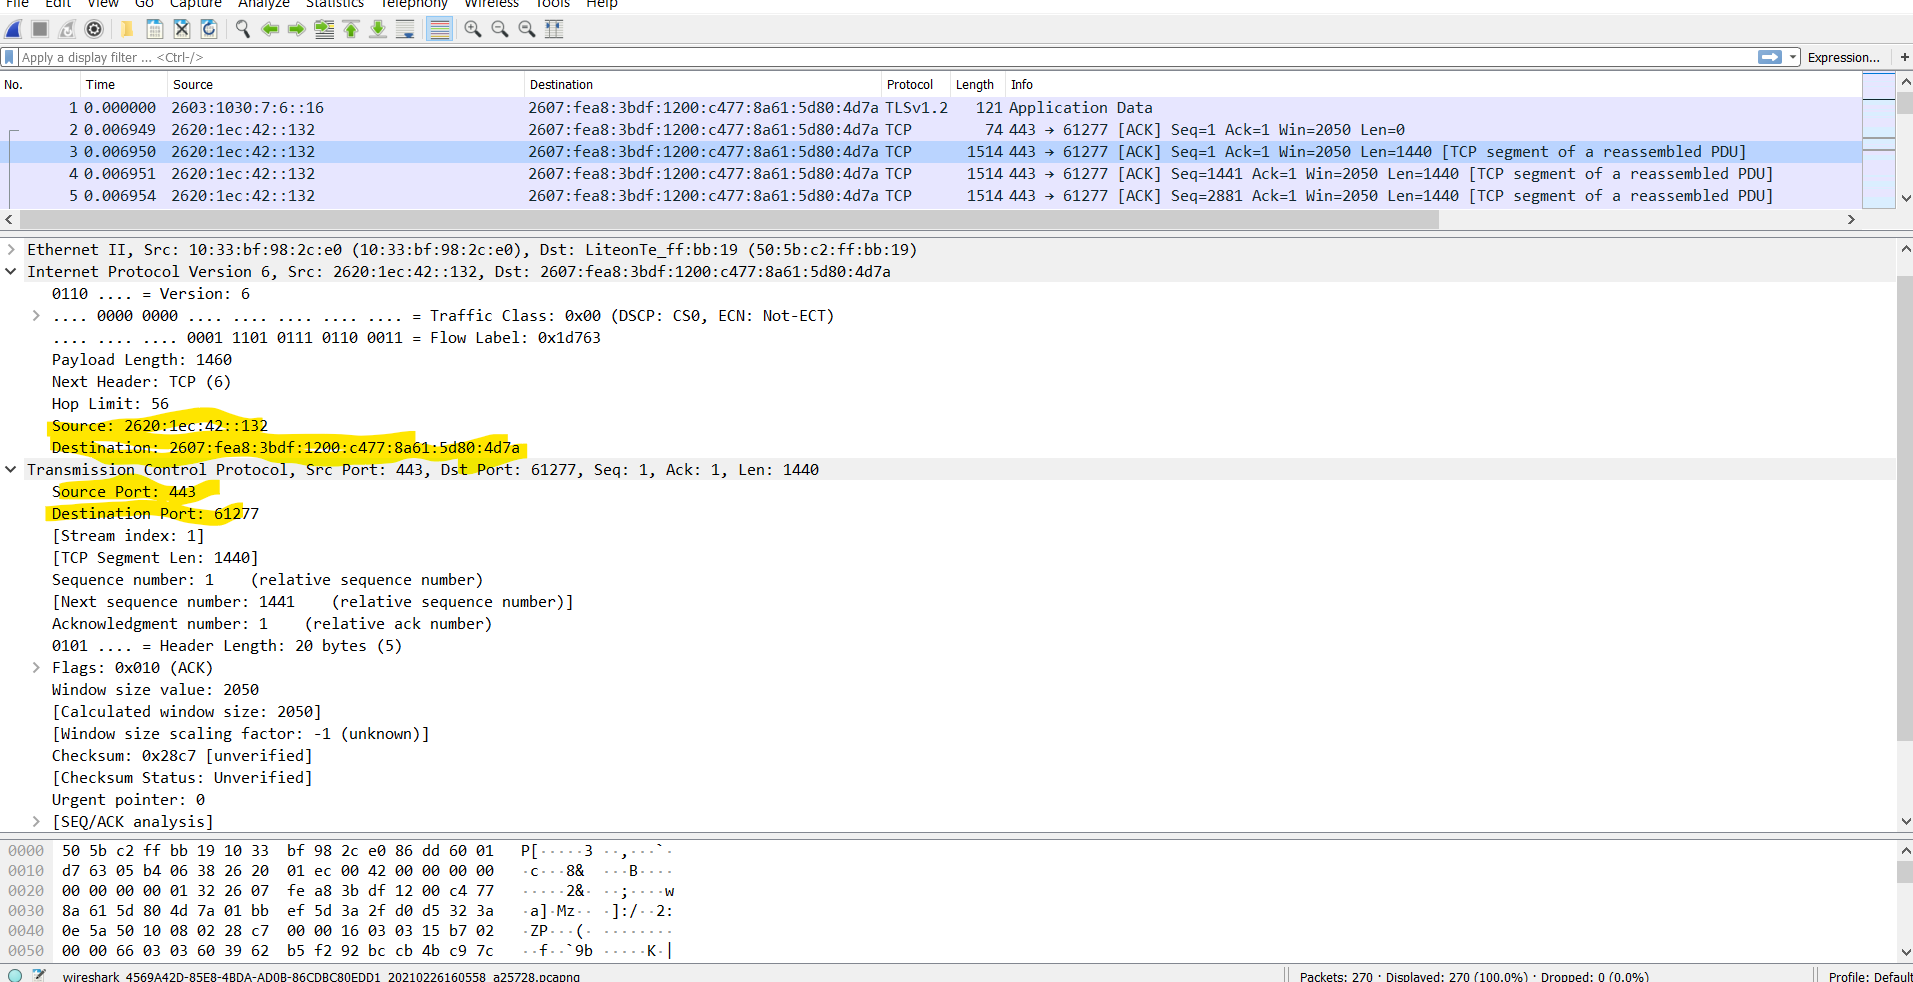 File Edit View Go Capture Analyze Statistics Telephony Wireless Tools Help
Apply a display filter ... <Ctrl-/> Expression... +
No. Time Source Destination Protocol Length Info
1 0.000000 2603:1030:7:6::16 2607:fea8:3bdf:1200:c477:8a61:5d80:4d7a TLSv1.2 121 Application Data
2 0.006949 2620:1ec:42::132 2607:fea8:3bdf:1200:c477:8a61:5d80:4d7a TCP 74 443 → 61277 [ACK] Seq=1 Ack=1 Win=2050 Len=0
3 0.006950 2620:1ec:42::132 2607:fea8:3bdf:1200:c477:8a61:5d80:4d7a TCP 1514 443 → 61277 [ACK] Seq=1 Ack=1 Win=2050 Len=1440 [TCP segment of a reassembled PDU]
4 0.006951 2620:1ec:42::132 2607:fea8:3bdf:1200:c477:8a61:5d80:4d7a TCP 1514 443 → 61277 [ACK] Seq=1441 Ack=1 Win=2050 Len=1440 [TCP segment of a reassembled PDU]
5 0.006954 2620:1ec:42::132 2607:fea8:3bdf:1200:c477:8a61:5d80:4d7a TCP 1514 443 → 61277 [ACK] Seq=2881 Ack=1 Win=2050 Len=1440 [TCP segment of a reassembled PDU]
Ethernet II, Src: 10:33:bf:98:2c:e0 (10:33:bf:98:2c:e0), Dst: LiteonTe_ff:bb:19 (50:5b:c2:ff:bb:19)
Internet Protocol Version 6, Src: 2620:1ec:42::132, Dst: 2607:fea8:3bdf:1200:c477:8a61:5d80:4d7a
0110 .... = Version: 6
.... 0000 0000 .... .... .... .... .... = Traffic Class: 0x00 (DSCP: CS0, ECN: Not-ECT)
.... .... .... 0001 1101 0111 0110 0011 = Flow Label: 0x1d763
Payload Length: 1460
Next Header: TCP (6)
Hop Limit: 56
Source: 2620:1ec:42::132
Destination: 2607:fea8:3bdf:1200:c477:8a61:5d80:4d7a
Transmission Control Protocol, Src Port: 443, Dst Port: 61277, Seq: 1, Ack: 1, Len: 1440
Source Port: 443
Destination Port: 61277
[Stream index: 1]
[TCP Segment Len: 1440]
Sequence number: 1 (relative sequence number)
[Next sequence number: 1441 (relative sequence number)]
Acknowledgment number: 1 (relative ack number)
0101 .... = Header Length: 20 bytes (5)
Flags: 0x010 (ACK)
Window size value: 2050
[Calculated window size: 2050]
[Window size scaling factor: -1 (unknown)]
Checksum: 0x28c7 [unverified]
[Checksum Status: Unverified]
Urgent pointer: 0
[SEQ/ACK analysis]
0000 50 5b c2 ff bb 19 10 33 bf 98 2c e0 86 dd 60 01 P[·····3 ··,···`·
0010 d7 63 05 b4 06 38 26 20 01 ec 00 42 00 00 00 00 ·c···8& ···B····
0020 00 00 00 00 01 32 26 07 fe a8 3b df 12 00 c4 77 ·····2&· ··;····w
0030 8a 61 5d 80 4d 7a 01 bb ef 5d 3a 2f d0 d5 32 3a ·a]·Mz·· ·]:/··2:
0040 0e 5a 50 10 08 02 28 c7 00 00 16 03 03 15 b7 02 ·ZP···(· ········
0050 00 00 66 03 03 60 39 62 b5 f2 92 bc cb 4b c9 7c ··f··`9b ·····K·|
wireshark_4569A42D-85E8-4BDA-AD0B-86CDBC80EDD1_20210226160558_a25728.pcapng Packets: 270 · Displayed: 270 (100.0%) · Dropped: 0 (0.0%) Profile: Default